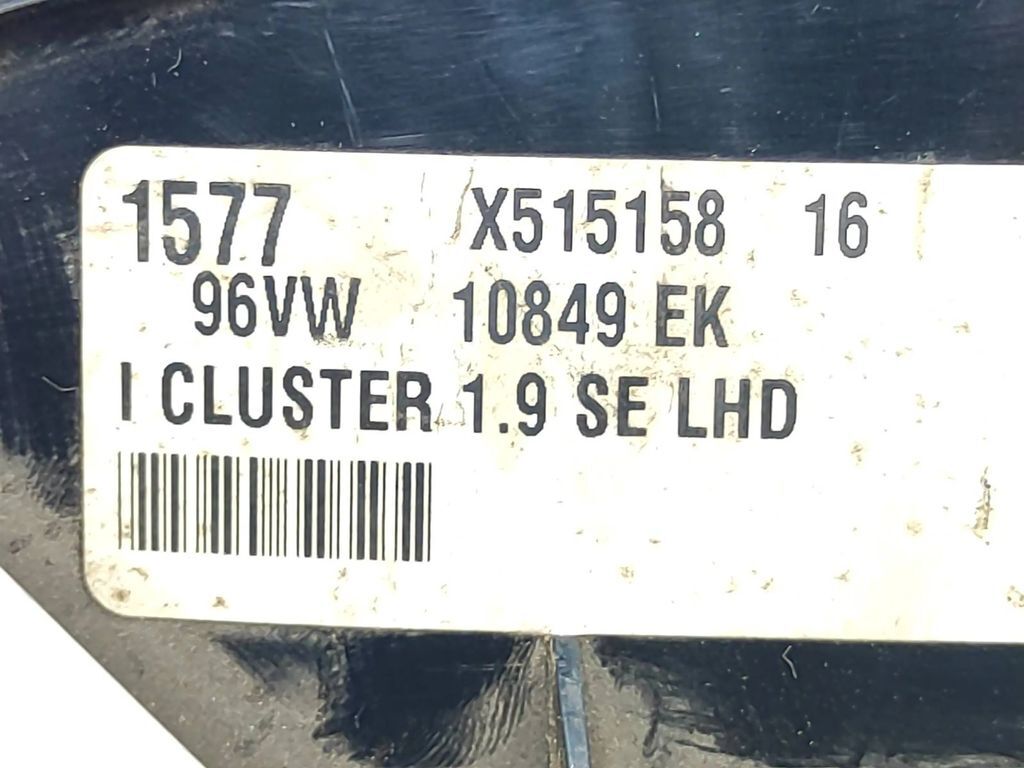 1577 X515158 16
96VW 10849 EK
I CLUSTER 1.9 SE LHD